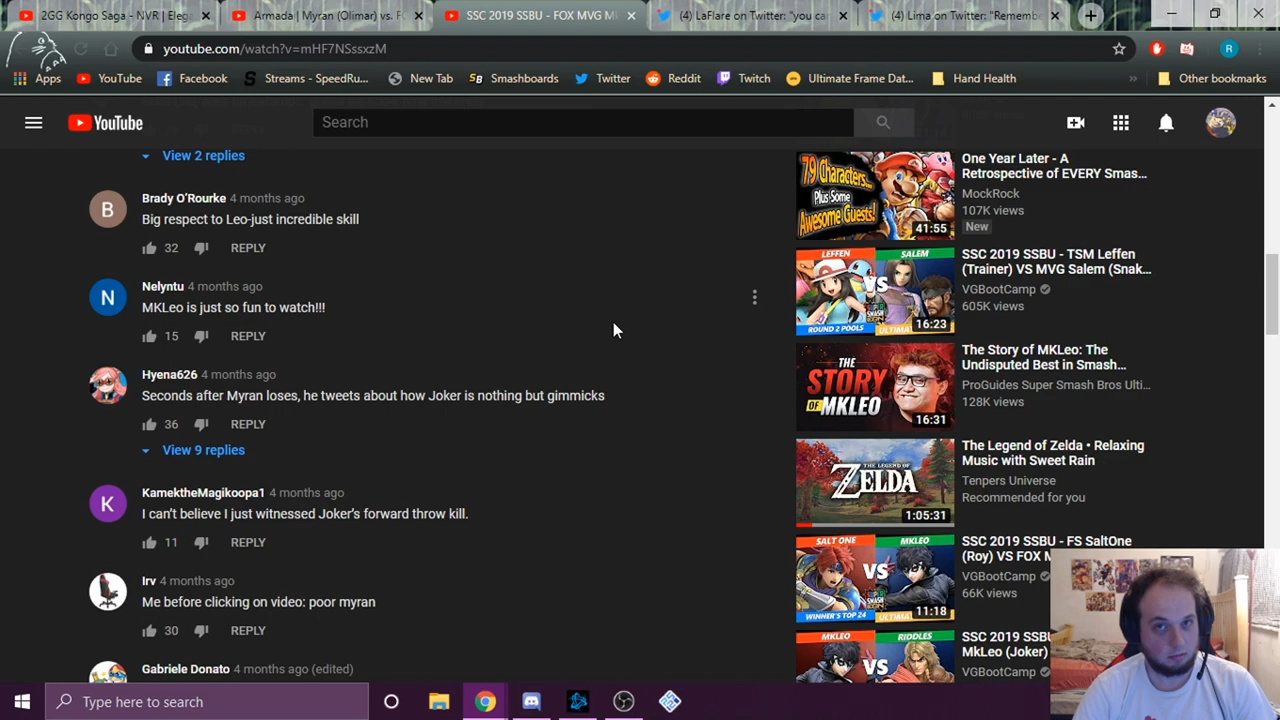 2GG Kongo Saga - NVR | Elega
Armada | Myran (Olimar) vs. F
SSC 2019 SSBU - FOX MVG M
(4) LaFlare on Twitter: "you can
(4) Lima on Twitter: "Remembe
youtube.com/watch?v=mHF7NSssxzM
R
Apps
YouTube
Facebook
Streams - SpeedRu...
New Tab
Smashboards
Twitter
Reddit
Twitch
Ultimate Frame Dat...
Hand Health
Other bookmarks
YouTube
Search
View 2 replies
B
Brady O'Rourke 4 months ago
Big respect to Leo-just incredible skill
32 REPLY
N
Nelyntu 4 months ago
MKLeo is just so fun to watch!!!
15 REPLY
Hyena626 4 months ago
Seconds after Myran loses, he tweets about how Joker is nothing but gimmicks
36 REPLY
View 9 replies
K
KamektheMagikoopa1 4 months ago
I can't believe I just witnessed Joker's forward throw kill.
11 REPLY
Irv 4 months ago
Me before clicking on video: poor myran
30 REPLY
Gabriele Donato 4 months ago (edited)
79 Characters...
Plus Some
Awesome Guests!
41:55
One Year Later - A
Retrospective of EVERY Smas...
MockRock
107K views
New
LEFFEN
SALEM
VS
ROUND 2 POOLS
ULTIMA
16:23
SSC 2019 SSBU - TSM Leffen
(Trainer) VS MVG Salem (Snak...
VGBootCamp
605K views
THE
STORY
OF MKLEO
16:31
The Story of MKLeo: The
Undisputed Best in Smash...
ProGuides Super Smash Bros Ulti...
128K views
THE LEGEND OF
ZELDA
1:05:31
The Legend of Zelda • Relaxing
Music with Sweet Rain
Tenpers Universe
Recommended for you
SALT ONE
MKLEO
VS
WINNER'S TOP 24
ULTIMA
11:18
SSC 2019 SSBU - FS SaltOne
(Roy) VS FOX M
VGBootCamp
66K views
MKLEO
RIDDLES
VS
SSC 2019 SSBU
MkLeo (Joker)
VGBootCamp
Type here to search